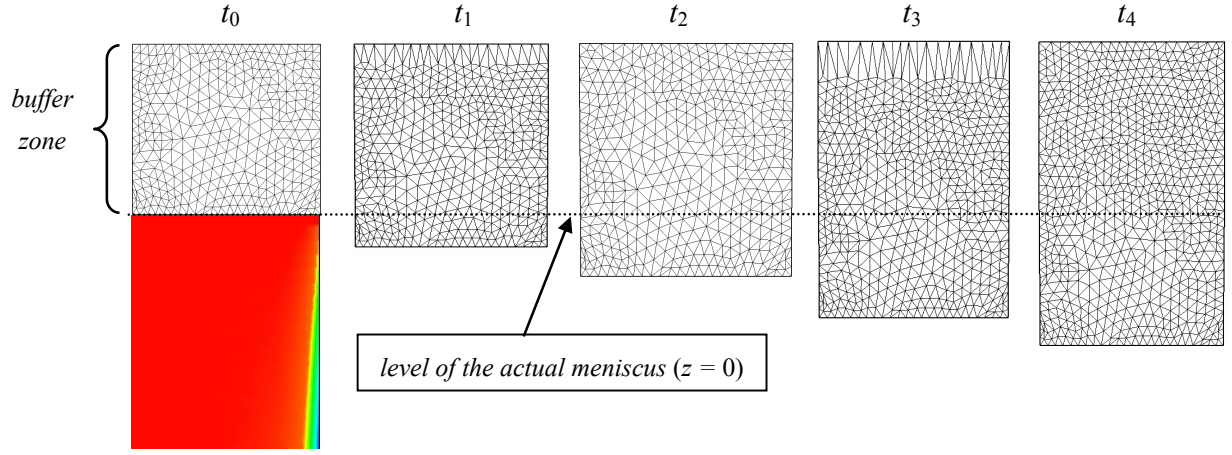 t0 t1 t2 t3 t4
buffer
zone
level of the actual meniscus (z = 0)